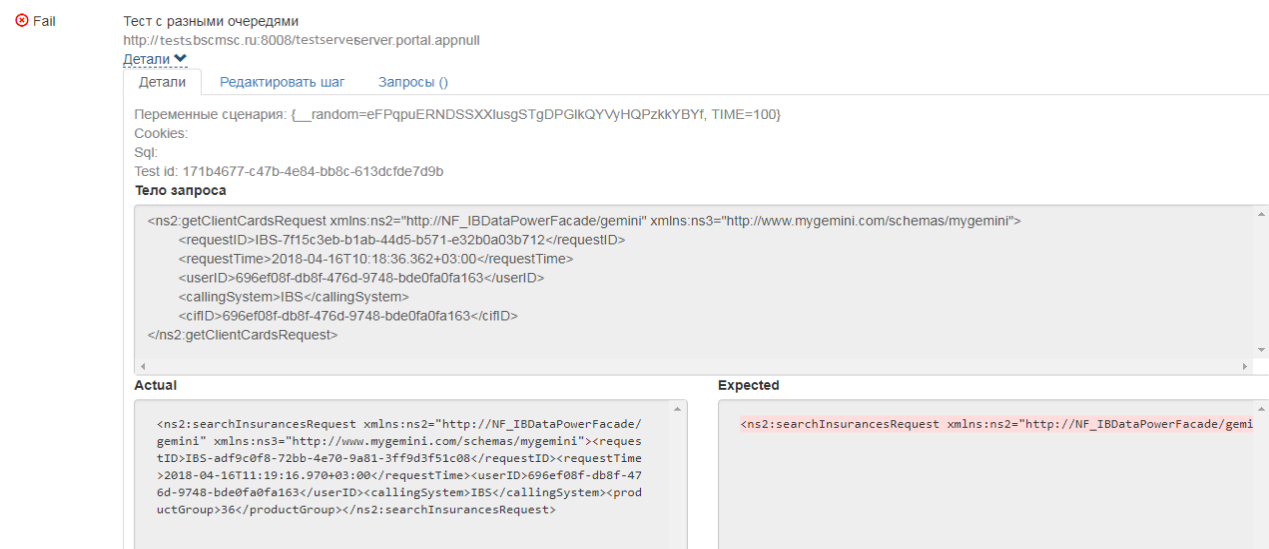 Fail
Тест с разными очередями
http://tests.bscmsc.ru:8008/testserveserver.portal.appnull
Детали
Детали Редактировать шаг Запросы ()
Переменные сценария: {__random=eFPqpuERNDSSXXlusgSTgDPGlkQYVyHQPzkkYBYf, TIME=100}
Cookies:
Sql:
Test id: 171b4677-c47b-4e84-bb8c-613dcfde7d9b
Тело запроса
<ns2:getClientCardsRequest xmlns:ns2="http://NF_IBDataPowerFacade/gemini" xmlns:ns3="http://www.mygemini.com/schemas/mygemini">
<requestID>IBS-7f15c3eb-b1ab-44d5-b571-e32b0a03b712</requestID>
<requestTime>2018-04-16T10:18:36.362+03:00</requestTime>
<userID>696ef08f-db8f-476d-9748-bde0fa0fa163</userID>
<callingSystem>IBS</callingSystem>
<cifID>696ef08f-db8f-476d-9748-bde0fa0fa163</cifID>
</ns2:getClientCardsRequest>
Actual
<ns2:searchInsurancesRequest xmlns:ns2="http://NF_IBDataPowerFacade/
gemini" xmlns:ns3="http://www.mygemini.com/schemas/mygemini"><reques
tID>IBS-adf9c0f8-72bb-4e70-9a81-3ff9d3f51c08</requestID><requestTime
>2018-04-16T11:19:16.970+03:00</requestTime><userID>696ef08f-db8f-47
6d-9748-bde0fa0fa163</userID><callingSystem>IBS</callingSystem><prod
uctGroup>36</productGroup></ns2:searchInsurancesRequest>
Expected
<ns2:searchInsurancesRequest xmlns:ns2="http://NF_IBDataPowerFacade/gemi